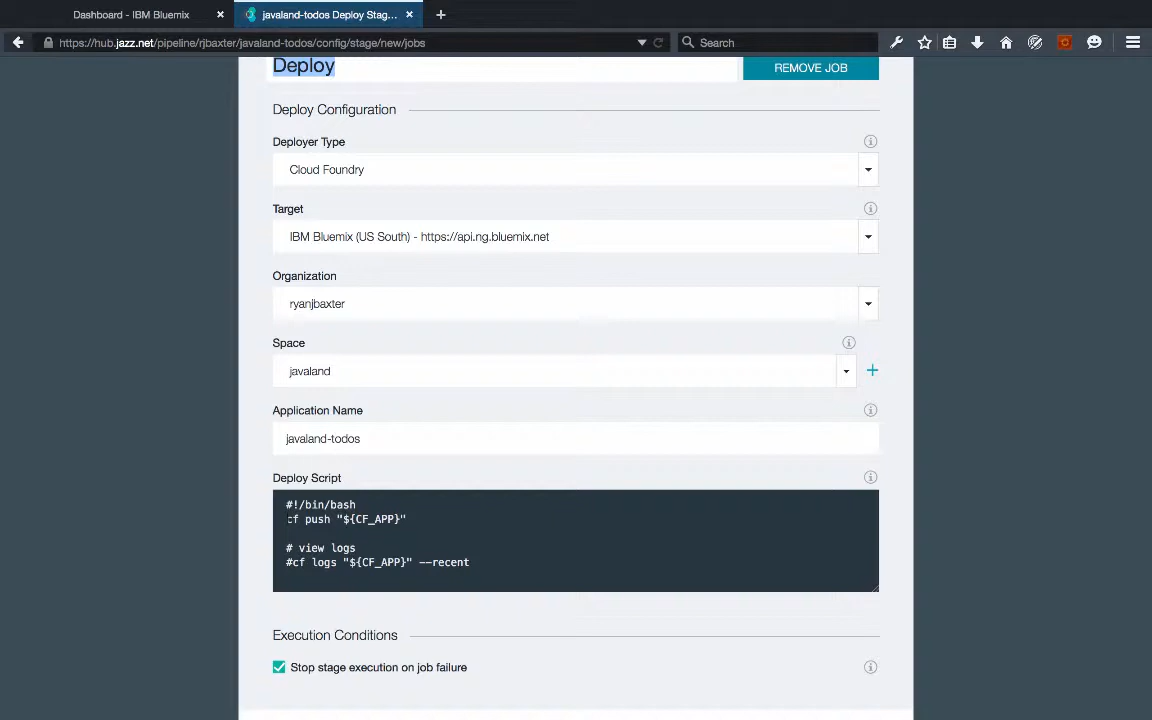 Dashboard - IBM Bluemix
javaland-todos Deploy Stag...
https://hub.jazz.net/pipeline/rjbaxter/javaland-todos/config/stage/new/jobs
Search
Deploy
REMOVE JOB
Deploy Configuration
Deployer Type
Cloud Foundry
Target
IBM Bluemix (US South) - https://api.ng.bluemix.net
Organization
ryanjbaxter
Space
javaland
Application Name
javaland-todos
Deploy Script
#!/bin/bash
cf push "${CF_APP}"
# view logs
#cf logs "${CF_APP}" --recent
Execution Conditions
Stop stage execution on job failure